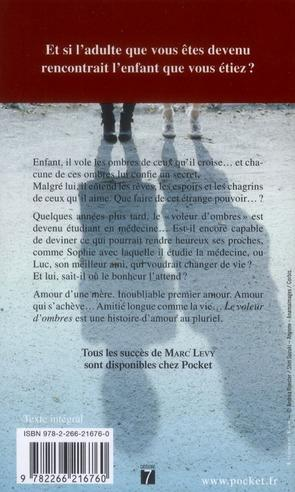 Et si l'adulte que vous êtes devenu
rencontrait l'enfant que vous étiez ?
Enfant, il vole les ombres de ceux qu'il croise… et cha-
cune de ces ombres lui confie un secret.
Malgré lui, il entend les rêves, les espoirs et les chagrins
de ceux qu'il aime. Que faire de cet étrange pouvoir… ?
Quelques années plus tard, le « voleur d'ombres » est
devenu étudiant en médecine… Est-il encore capable
de deviner ce qui pourrait rendre heureux ses proches,
comme Sophie avec laquelle il étudie la médecine, ou
Luc, son meilleur ami, qui voudrait changer de vie ?
Et lui, sait-il où le bonheur l'attend ?
Amour d'une mère. Inoubliable premier amour. Amour
qui s'achève… Amitié longue comme la vie… Le voleur
d'ombres est une histoire d'amour au pluriel.
Tous les succès de MARC LEVY
sont disponibles chez Pocket
Texte intégral
ISBN 978-2-266-21676-0
9 782266 216760
7
www.pocket.fr